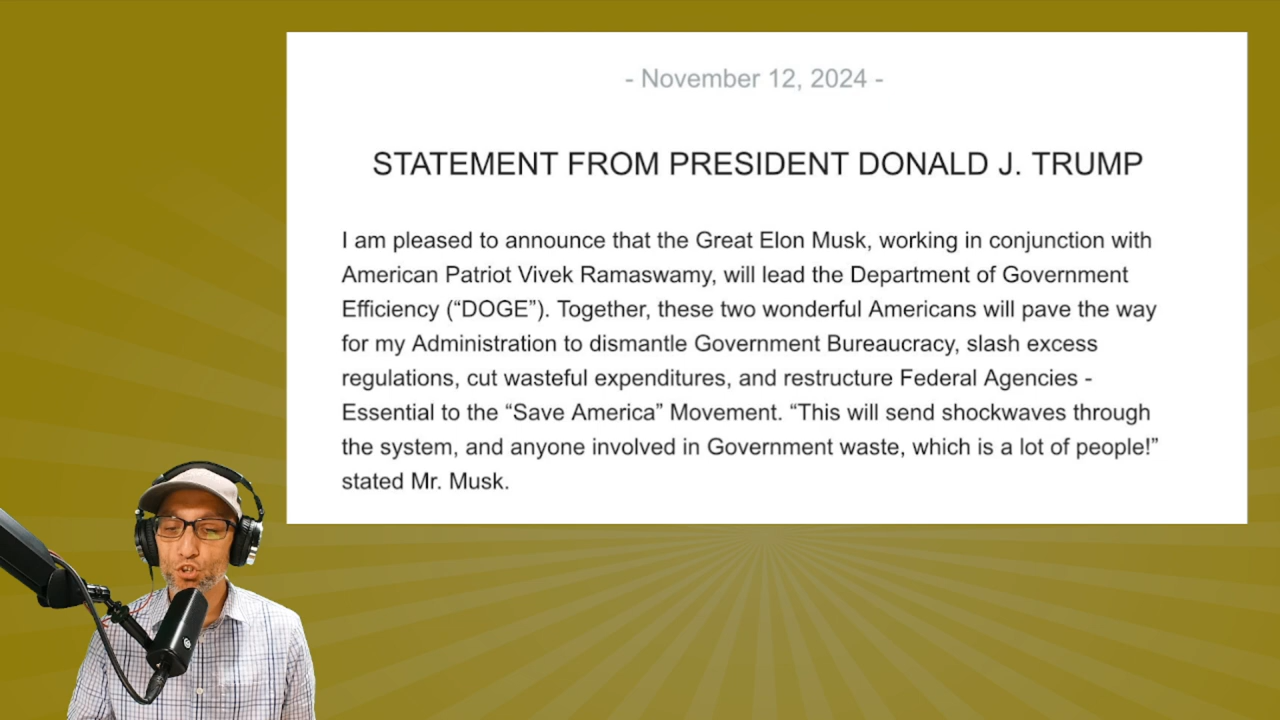 - November 12, 2024 -
STATEMENT FROM PRESIDENT DONALD J. TRUMP
I am pleased to announce that the Great Elon Musk, working in conjunction with
American Patriot Vivek Ramaswamy, will lead the Department of Government
Efficiency (“DOGE”). Together, these two wonderful Americans will pave the way
for my Administration to dismantle Government Bureaucracy, slash excess
regulations, cut wasteful expenditures, and restructure Federal Agencies -
Essential to the “Save America” Movement. “This will send shockwaves through
the system, and anyone involved in Government waste, which is a lot of people!”
stated Mr. Musk.